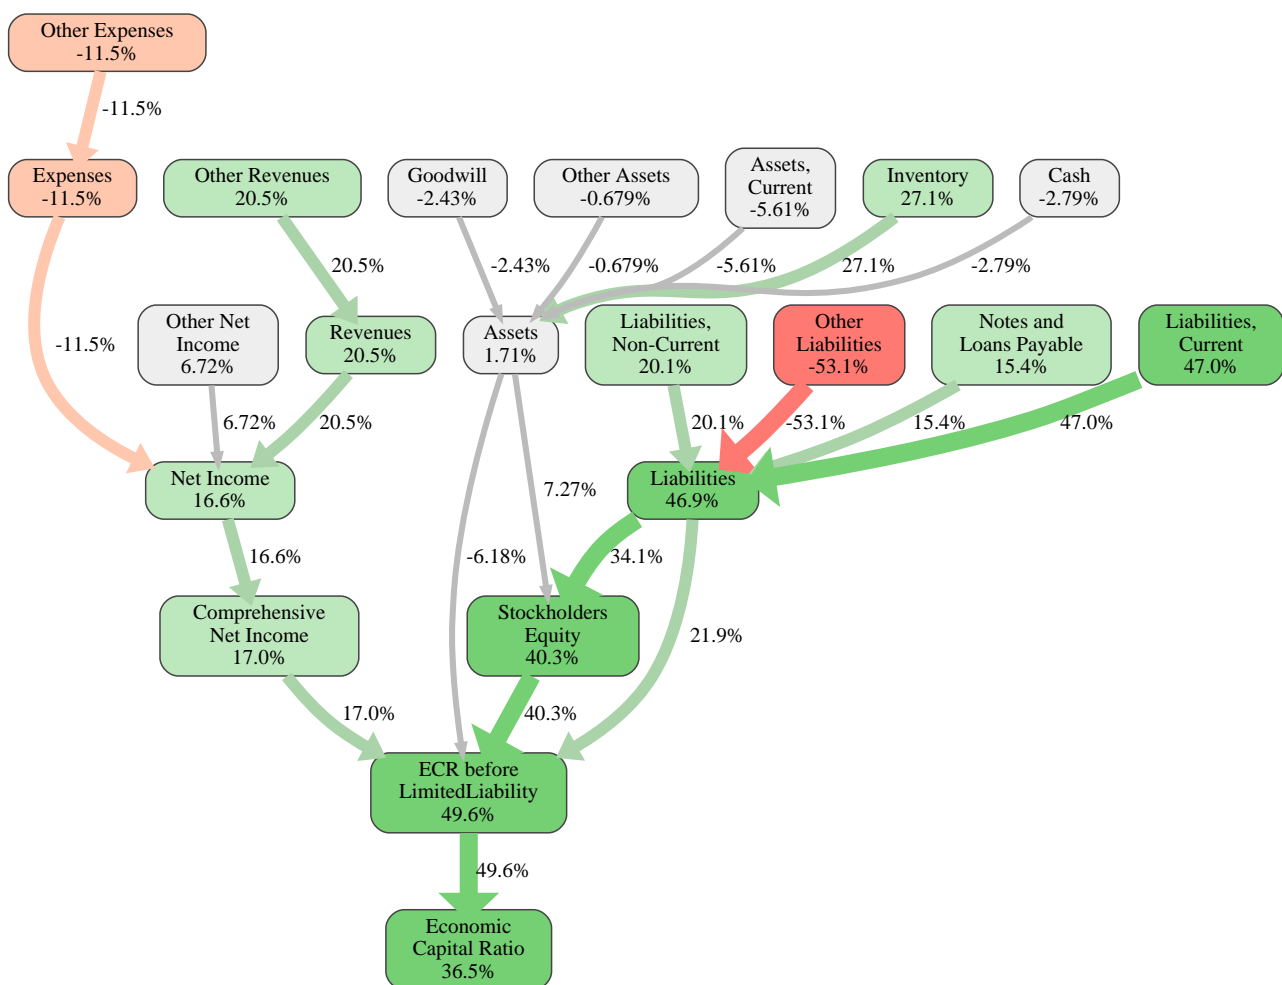 Other Expenses
-11.5%
-11.5%
Expenses
-11.5%
Other Revenues
20.5%
Goodwill
-2.43%
Other Assets
-0.679%
Assets,
Current
-5.61%
Inventory
27.1%
Cash
-2.79%
20.5%
-2.43%
-0.679%
-5.61%
27.1%
-2.79%
-11.5%
Other Net
Income
6.72%
Revenues
20.5%
Assets
1.71%
Liabilities,
Non-Current
20.1%
Other
Liabilities
-53.1%
Notes and
Loans Payable
15.4%
Liabilities,
Current
47.0%
6.72%
20.5%
20.1%
-53.1%
15.4%
47.0%
Net Income
16.6%
7.27%
Liabilities
46.9%
16.6%
-6.18%
34.1%
Comprehensive
Net Income
17.0%
Stockholders
Equity
40.3%
21.9%
17.0%
40.3%
ECR before
LimitedLiability
49.6%
49.6%
Economic
Capital Ratio
36.5%